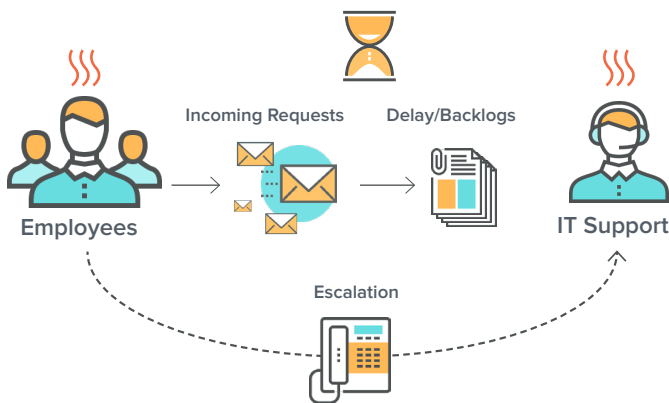 Incoming Requests
Delay/Backlogs
Employees
IT Support
Escalation